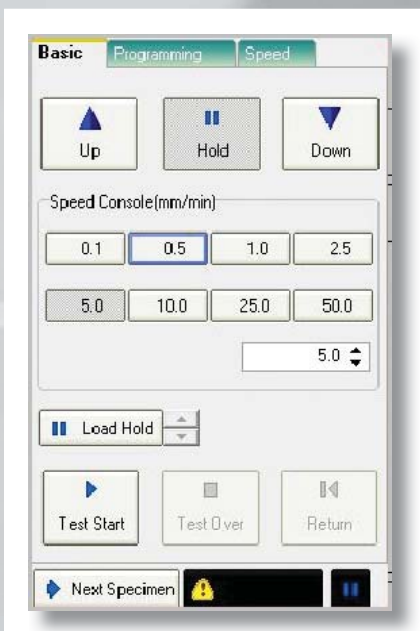 Basic Programming Speed
Up Hold Down
Speed Console(mm/min)
0.1 0.5 1.0 2.5
5.0 10.0 25.0 50.0
5.0
Load Hold
Test Start Test Over Return
Next Specimen